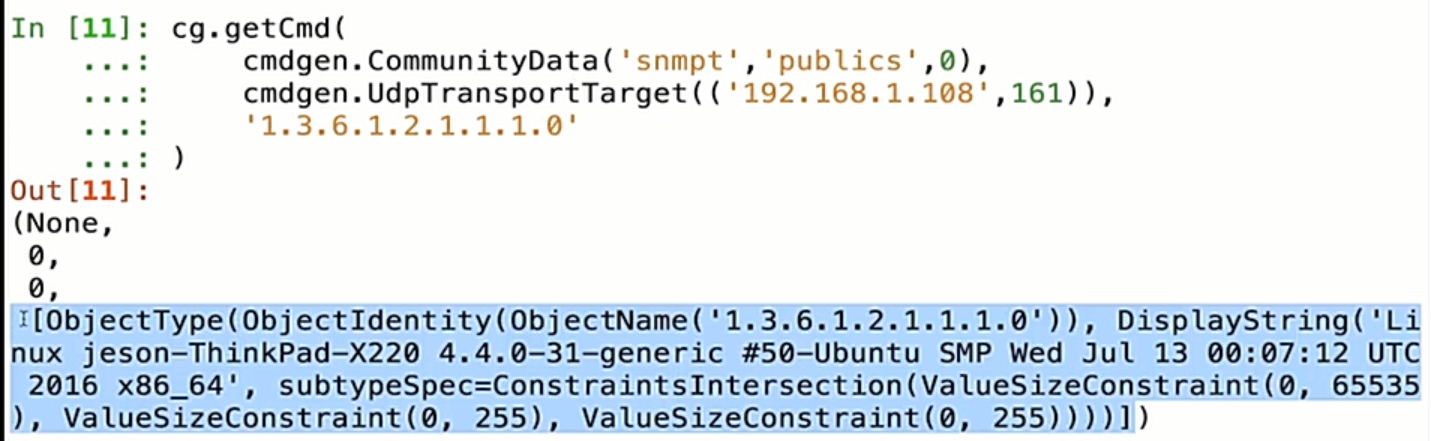 In [11]: cg.getCmd(
    ...:     cmdgen.CommunityData('snmpt','publics',0),
    ...:     cmdgen.UdpTransportTarget(('192.168.1.108',161)),
    ...:     '1.3.6.1.2.1.1.1.0'
    ...: )
Out[11]:
(None,
 0,
 0,
 [ObjectType(ObjectIdentity(ObjectName('1.3.6.1.2.1.1.1.0')), DisplayString('Li
nux jeson-ThinkPad-X220 4.4.0-31-generic #50-Ubuntu SMP Wed Jul 13 00:07:12 UTC
 2016 x86_64', subtypeSpec=ConstraintsIntersection(ValueSizeConstraint(0, 65535
), ValueSizeConstraint(0, 255), ValueSizeConstraint(0, 255))))])